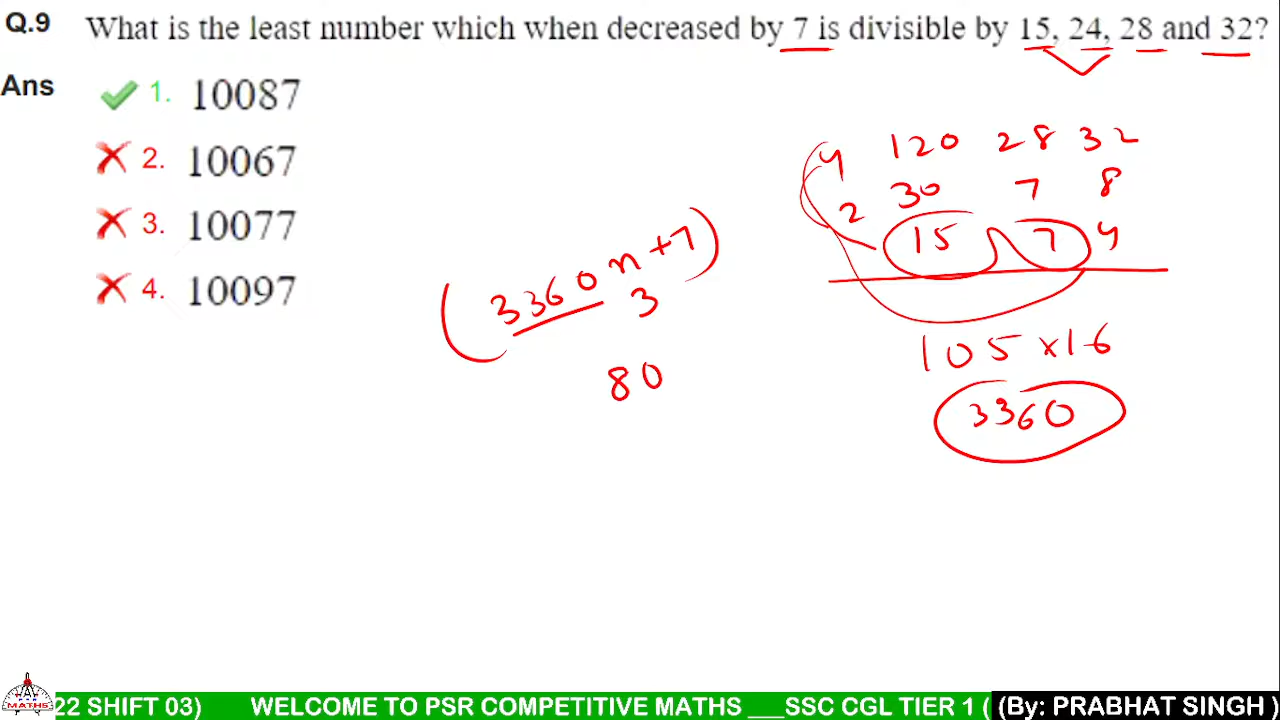 Q.9 What is the least number which when decreased by 7 is divisible by 15, 24, 28 and 32?
Ans
1. 10087
2. 10067
3. 10077
4. 10097
4 120 28 32
2 30 7 8
15 7 4
105 × 16
3360
(3360n+7)
3
80
MATHS
22 SHIFT 03) WELCOME TO PSR COMPETITIVE MATHS ___SSC CGL TIER 1 ( (By: PRABHAT SINGH )